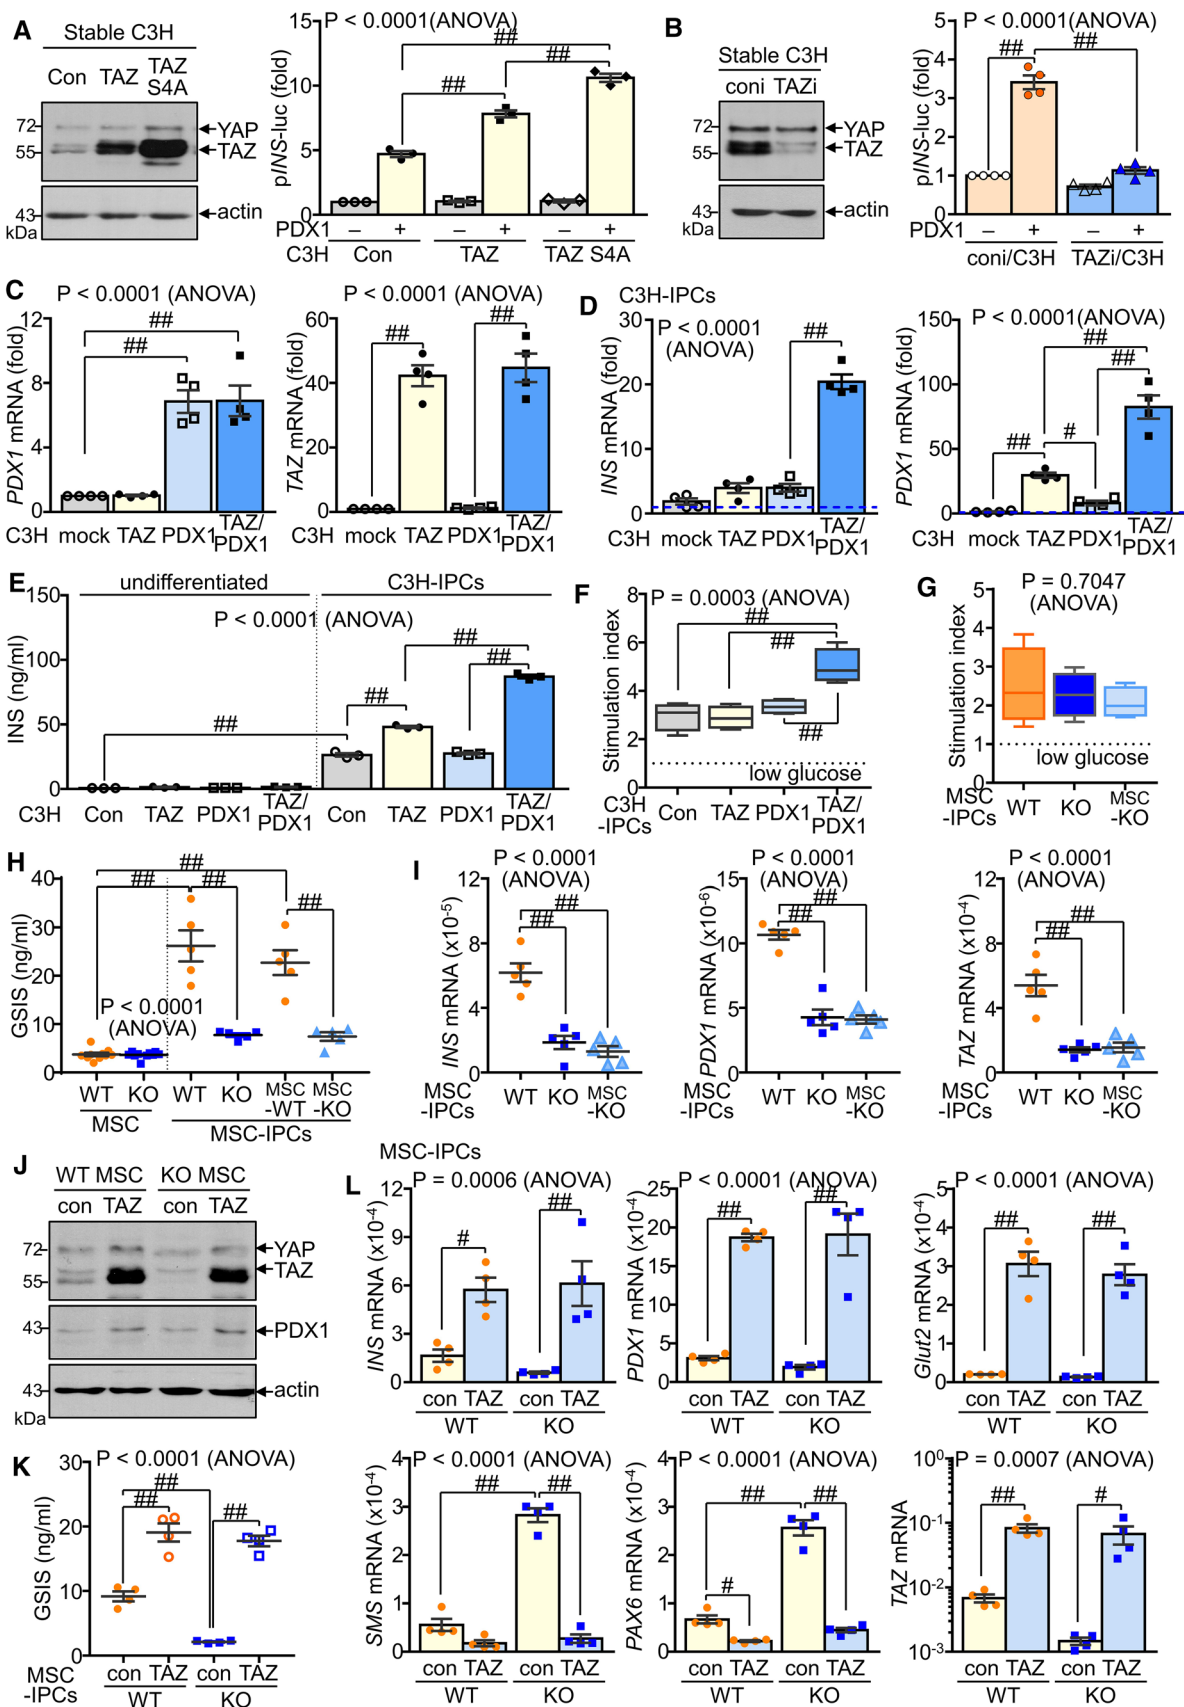 A
Stable C3H
Con TAZ TAZ S4A
72
55
43
kDa
YAP
TAZ
actin
P < 0.0001(ANOVA)
pINS-luc (fold)
15
10
5
0
##
##
##
##
PDX1 – + – + – +
C3H Con TAZ TAZ S4A
B
Stable C3H
coni TAZi
72
55
43
kDa
YAP
TAZ
actin
P < 0.0001(ANOVA)
pINS-luc (fold)
5
4
3
2
1
0
## ##
PDX1 – + – +
coni/C3H TAZi/C3H
C
P < 0.0001 (ANOVA)
PDX1 mRNA (fold)
12
8
4
0
##
##
C3H mock TAZ PDX1 TAZ/PDX1
P < 0.0001 (ANOVA)
TAZ mRNA (fold)
60
40
20
0
## ##
mock TAZ PDX1 TAZ/PDX1
D
C3H-IPCs
P < 0.0001
(ANOVA)
INS mRNA (fold)
30
20
10
0
##
C3H mock TAZ PDX1 TAZ/PDX1
P < 0.0001(ANOVA)
PDX1 mRNA (fold)
150
100
50
0
##
##
## #
mock TAZ PDX1 TAZ/PDX1
E
undifferentiated C3H-IPCs
P < 0.0001 (ANOVA)
INS (ng/ml)
150
100
50
0
##
##
##
##
C3H Con TAZ PDX1 TAZ/PDX1 Con TAZ PDX1 TAZ/PDX1
F
P = 0.0003 (ANOVA)
Stimulation index
8
6
4
2
0
##
##
##
low glucose
C3H-IPCs Con TAZ PDX1 TAZ/PDX1
G
P = 0.7047
(ANOVA)
Stimulation index
5
4
3
2
1
0
low glucose
MSC-IPCs WT KO MSC-KO
H
GSIS (ng/ml)
40
30
20
10
0
##
## ##
##
P < 0.0001
(ANOVA)
WT KO WT KO MSC-WT MSC-KO
MSC MSC-IPCs
I
P < 0.0001
(ANOVA)
INS mRNA (x10-5)
12
8
4
0
##
##
MSC-IPCs WT KO MSC-KO
P < 0.0001
(ANOVA)
PDX1 mRNA (x10-6)
15
10
5
0
##
##
MSC-IPCs WT KO MSC-KO
P < 0.0001
(ANOVA)
TAZ mRNA (x10-4)
12
8
4
0
##
##
MSC-IPCs WT KO MSC-KO
J
WT MSC KO MSC
con TAZ con TAZ
72
55
43
43
kDa
YAP
TAZ
PDX1
actin
K
P < 0.0001 (ANOVA)
GSIS (ng/ml)
30
20
10
0
##
##
##
MSC-IPCs con TAZ con TAZ
WT KO
MSC-IPCs
L
P = 0.0006 (ANOVA)
INS mRNA (x10-4)
12
9
6
3
0
#
##
con TAZ con TAZ
WT KO
P < 0.0001 (ANOVA)
PDX1 mRNA (x10-4)
25
20
15
10
5
0
##
##
con TAZ con TAZ
WT KO
P < 0.0001 (ANOVA)
Glut2 mRNA (x10-4)
5
4
3
2
1
0
## ##
con TAZ con TAZ
WT KO
P < 0.0001 (ANOVA)
SMS mRNA (x10-4)
4
3
2
1
0
## ##
con TAZ con TAZ
WT KO
P < 0.0001 (ANOVA)
PAX6 mRNA (x10-4)
4
3
2
1
0
## ##
#
con TAZ con TAZ
WT KO
P = 0.0007 (ANOVA)
TAZ mRNA
100
10-1
10-2
10-3
## #
con TAZ con TAZ
WT KO